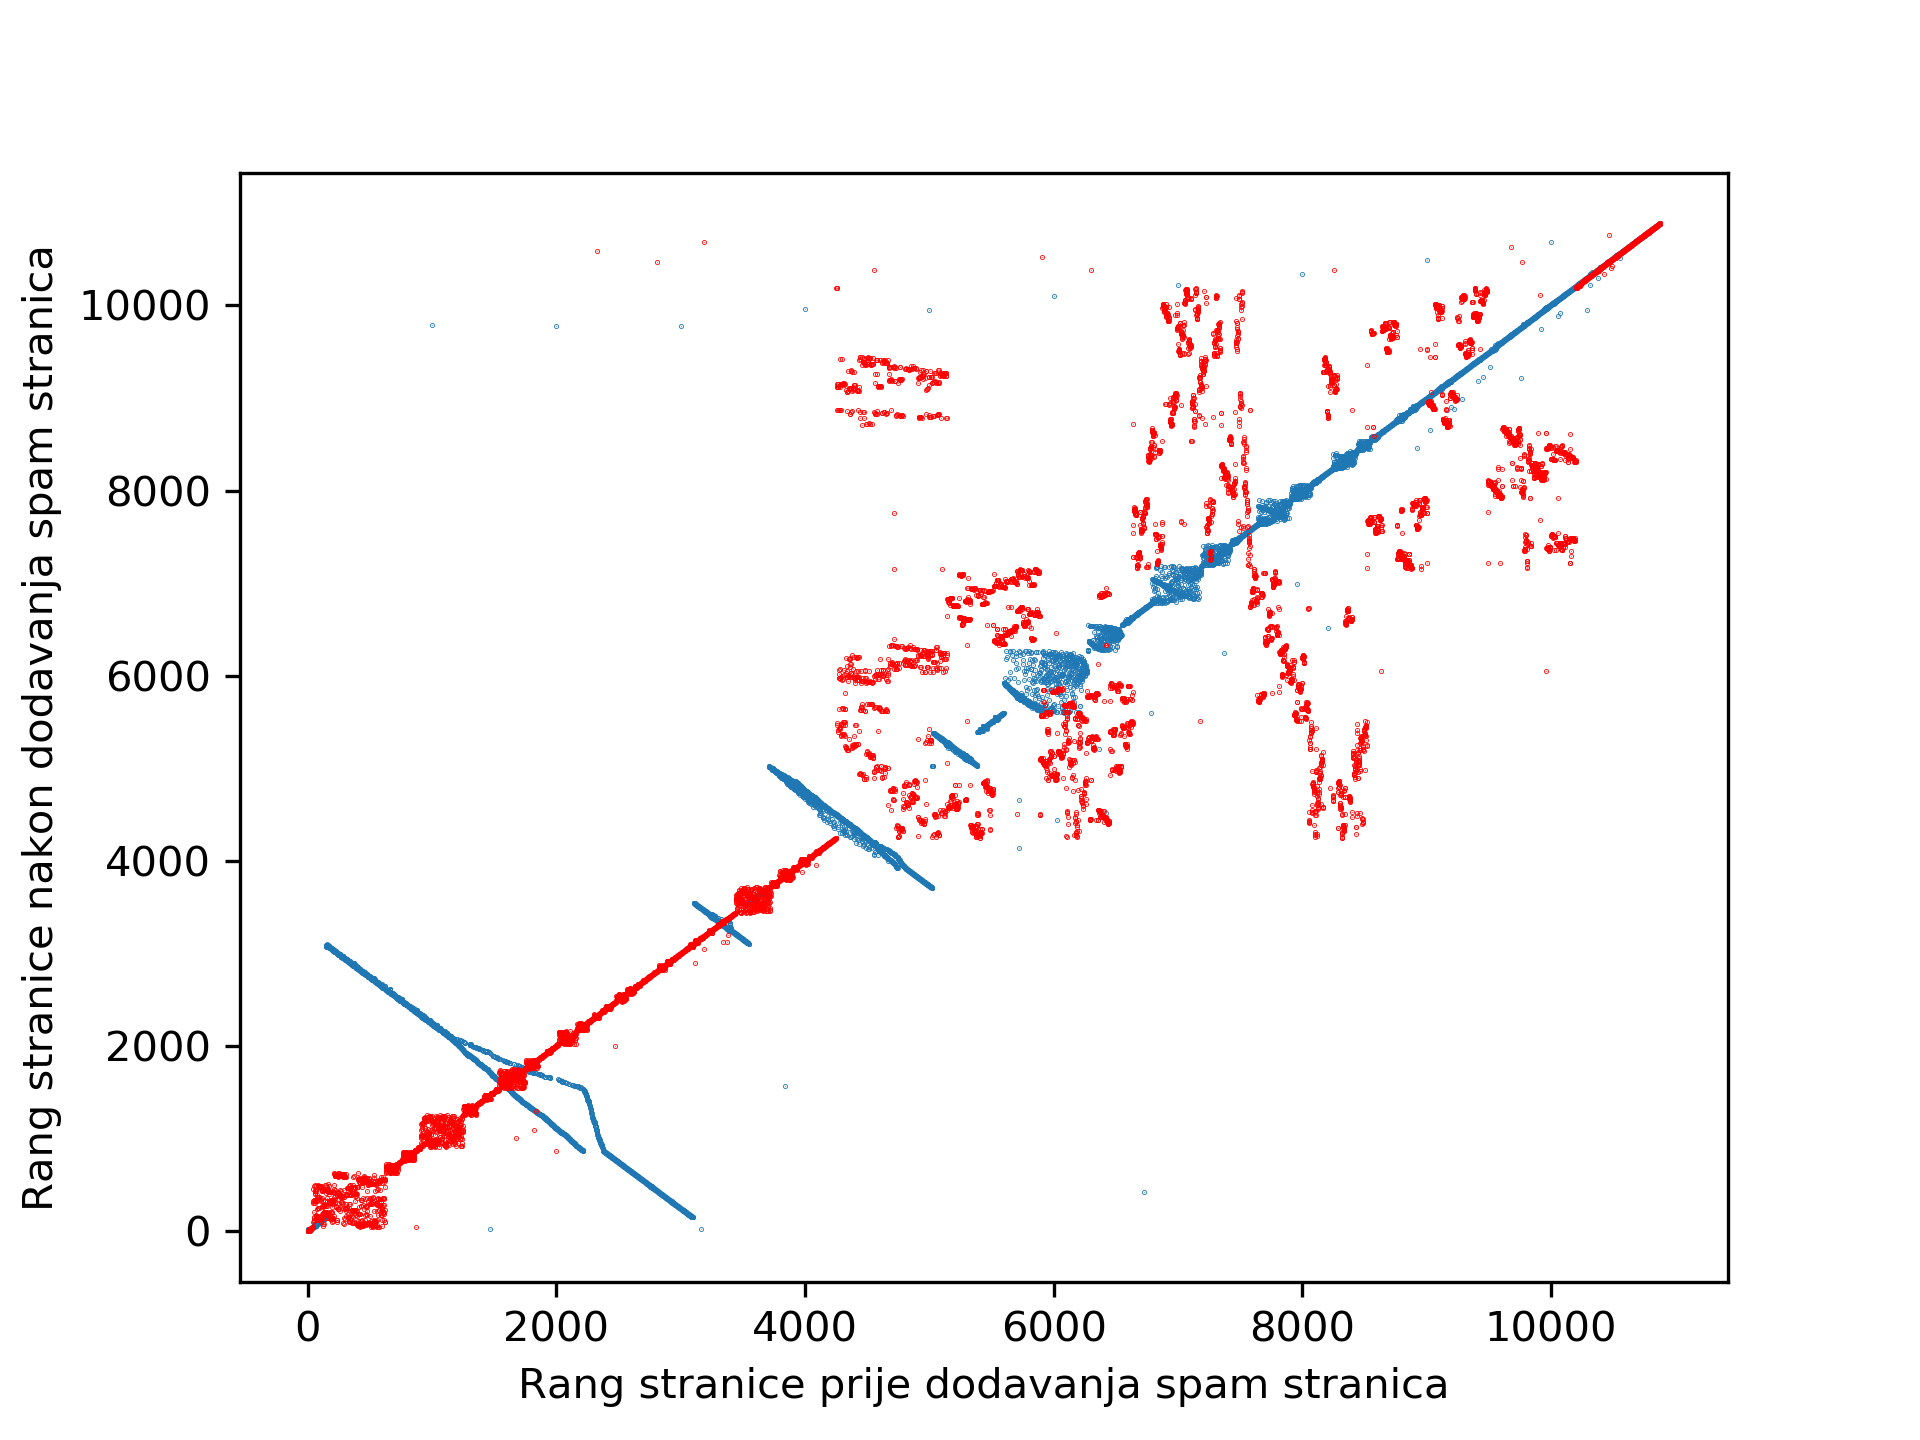 Rang stranice nakon dodavanja spam stranica
10000
8000
6000
4000
2000
0
0 2000 4000 6000 8000 10000
Rang stranice prije dodavanja spam stranica